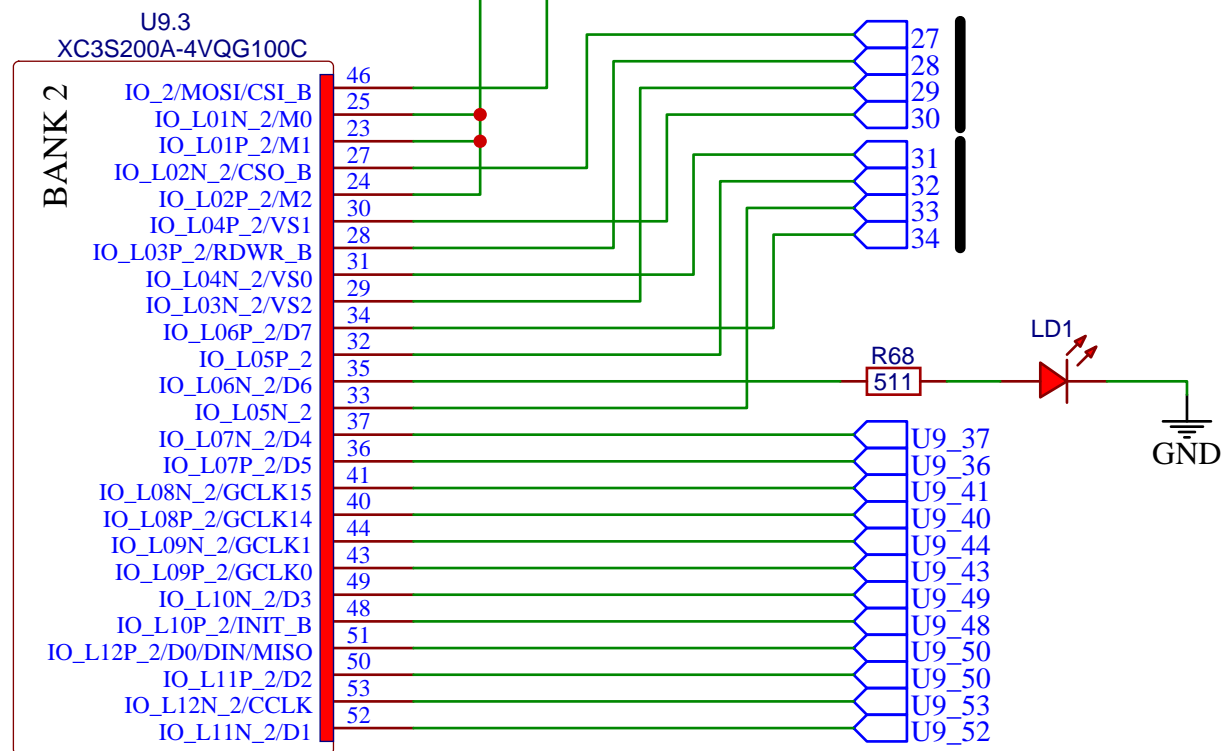 U9.3
XC3S200A-4VQG100C
BANK 2
IO_2/MOSI/CSI_B 46
IO_L01N_2/M0 25
IO_L01P_2/M1 23
IO_L02N_2/CSO_B 27
IO_L02P_2/M2 24
IO_L04P_2/VS1 30
IO_L03P_2/RDWR_B 28
IO_L04N_2/VS0 31
IO_L03N_2/VS2 29
IO_L06P_2/D7 34
IO_L05P_2 32
IO_L06N_2/D6 35
IO_L05N_2 33
IO_L07N_2/D4 37
IO_L07P_2/D5 36
IO_L08N_2/GCLK15 41
IO_L08P_2/GCLK14 40
IO_L09N_2/GCLK1 44
IO_L09P_2/GCLK0 43
IO_L10N_2/D3 49
IO_L10P_2/INIT_B 48
IO_L12P_2/D0/DIN/MISO 51
IO_L11P_2/D2 50
IO_L12N_2/CCLK 53
IO_L11N_2/D1 52
27
28
29
30
31
32
33
34
R68
511
LD1
GND
U9_37
U9_36
U9_41
U9_40
U9_44
U9_43
U9_49
U9_48
U9_50
U9_50
U9_53
U9_52